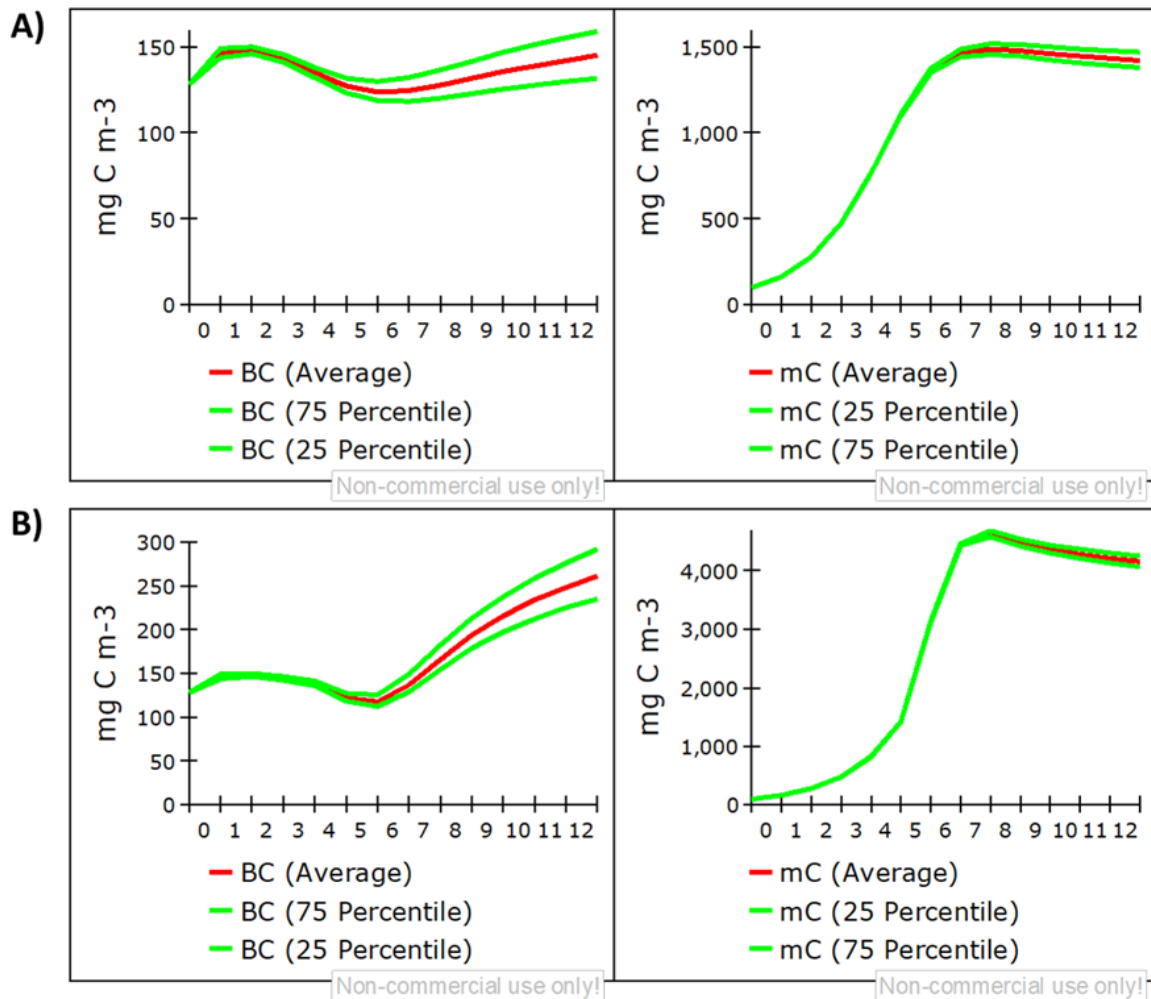 A)
mg C m-3
150
100
50
0
0 1 2 3 4 5 6 7 8 9 10 11 12
BC (Average)
BC (75 Percentile)
BC (25 Percentile)
Non-commercial use only!
mg C m-3
1,500
1,000
500
0
0 1 2 3 4 5 6 7 8 9 10 11 12
mC (Average)
mC (25 Percentile)
mC (75 Percentile)
Non-commercial use only!
B)
mg C m-3
300
250
200
150
100
50
0
0 1 2 3 4 5 6 7 8 9 10 11 12
BC (Average)
BC (75 Percentile)
BC (25 Percentile)
Non-commercial use only!
mg C m-3
4,000
3,000
2,000
1,000
0
0 1 2 3 4 5 6 7 8 9 10 11 12
mC (Average)
mC (25 Percentile)
mC (75 Percentile)
Non-commercial use only!